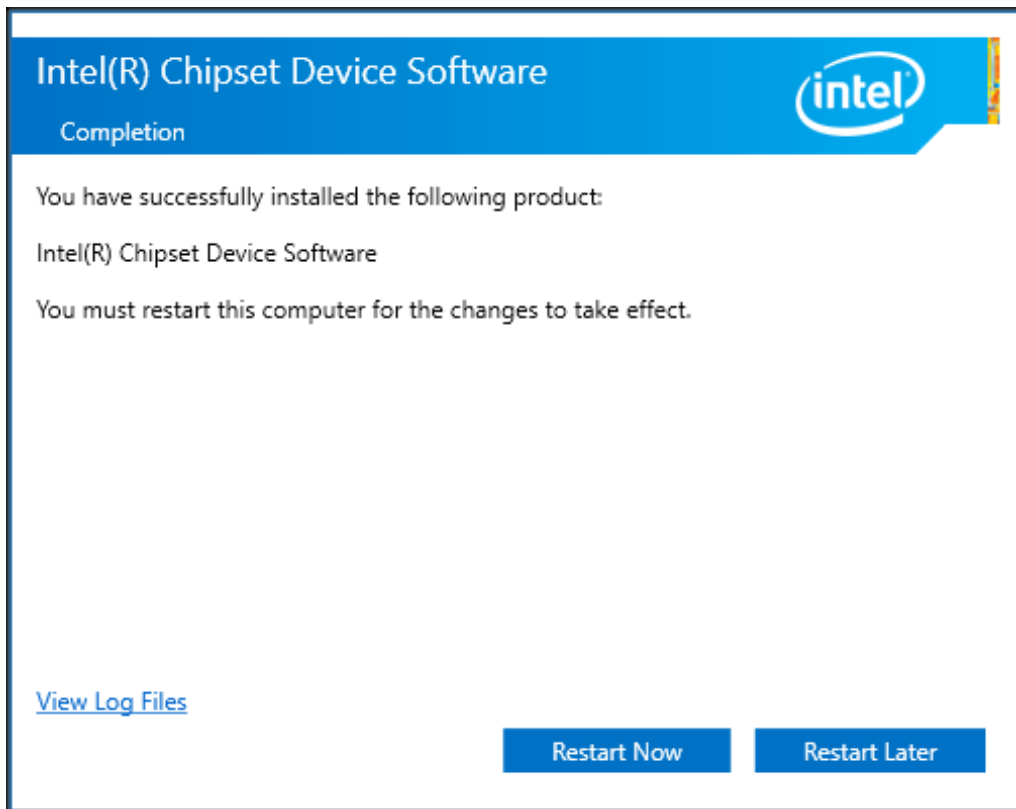 Intel(R) Chipset Device Software
intel
Completion
You have successfully installed the following product:
Intel(R) Chipset Device Software
You must restart this computer for the changes to take effect.
View Log Files
Restart Now
Restart Later